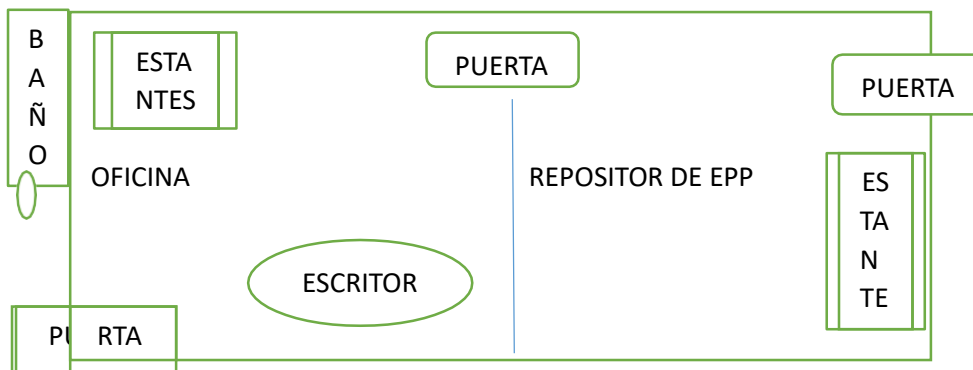 B
A
Ñ
O
ESTA
NTES
PUERTA
PUERTA
OFICINA
REPOSITOR DE EPP
ES
TA
N
TE
ESCRITOR
PU RTA